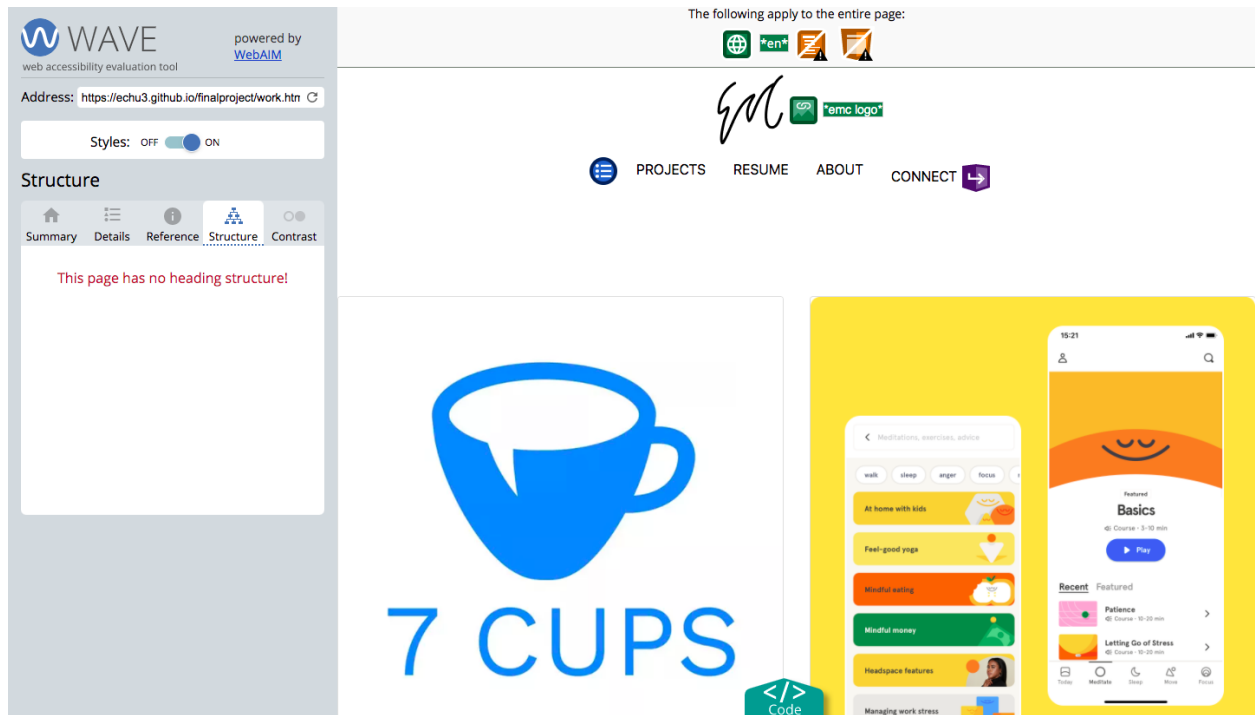 WAVE
powered by
WebAIM
web accessibility evaluation tool
Address: https://echu3.github.io/finalproject/work.htm
Styles: OFF ON
Structure
Summary Details Reference Structure Contrast
This page has no heading structure!
The following apply to the entire page:
*en*
*emc logo*
PROJECTS RESUME ABOUT CONNECT
7 CUPS
</> Code
Meditations, exercises, advice
walk sleep anger focus
At home with kids
Feel-good yoga
Mindful eating
Mindful money
Headspace features
Managing work stress
15:21
Featured
Basics
Course · 3-10 min
Play
Recent Featured
Patience
Course · 10-20 min
Letting Go of Stress
Course · 10-20 min
Today Meditate Sleep Move Focus